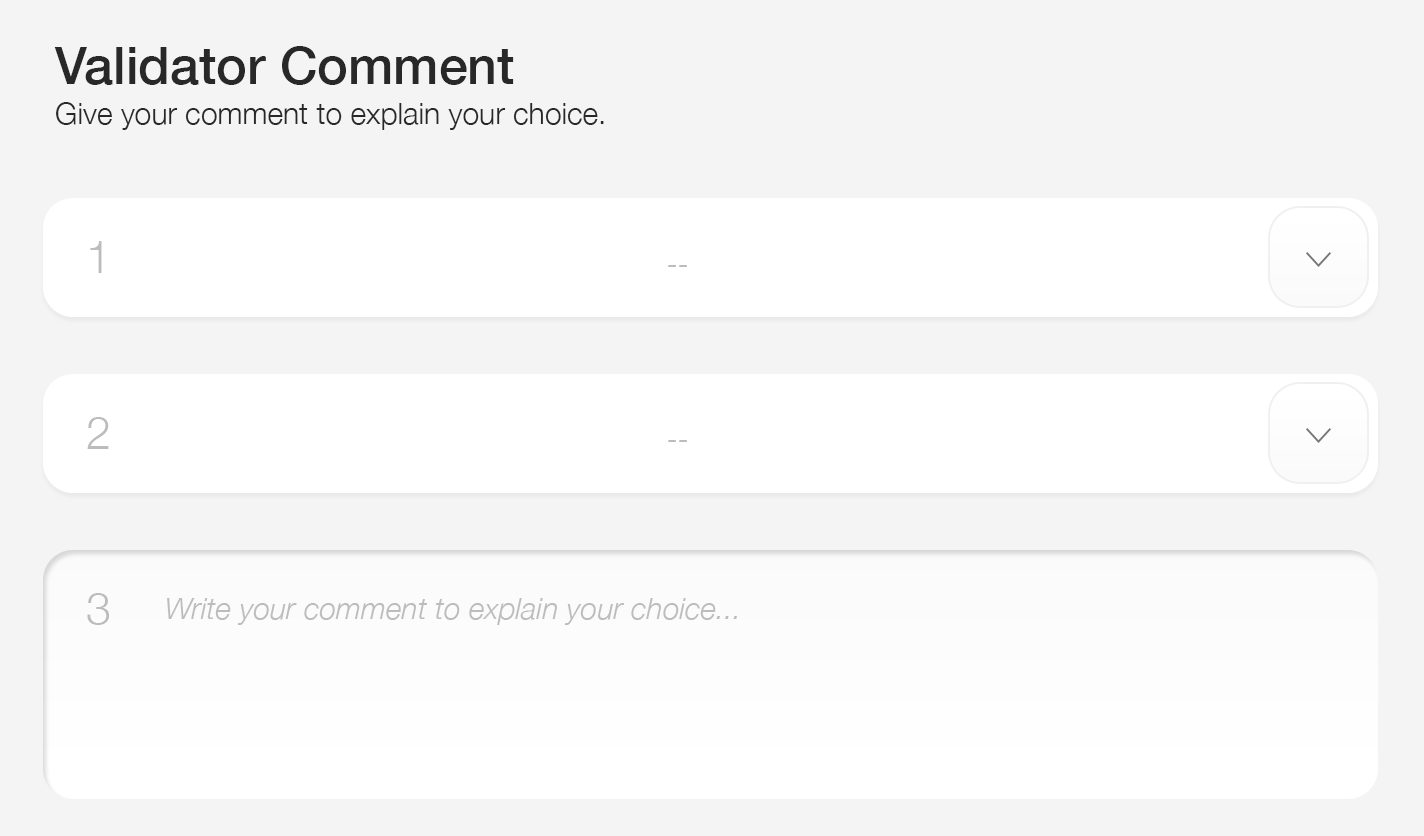 Validator Comment
Give your comment to explain your choice.
1 --
2 --
3 Write your comment to explain your choice...